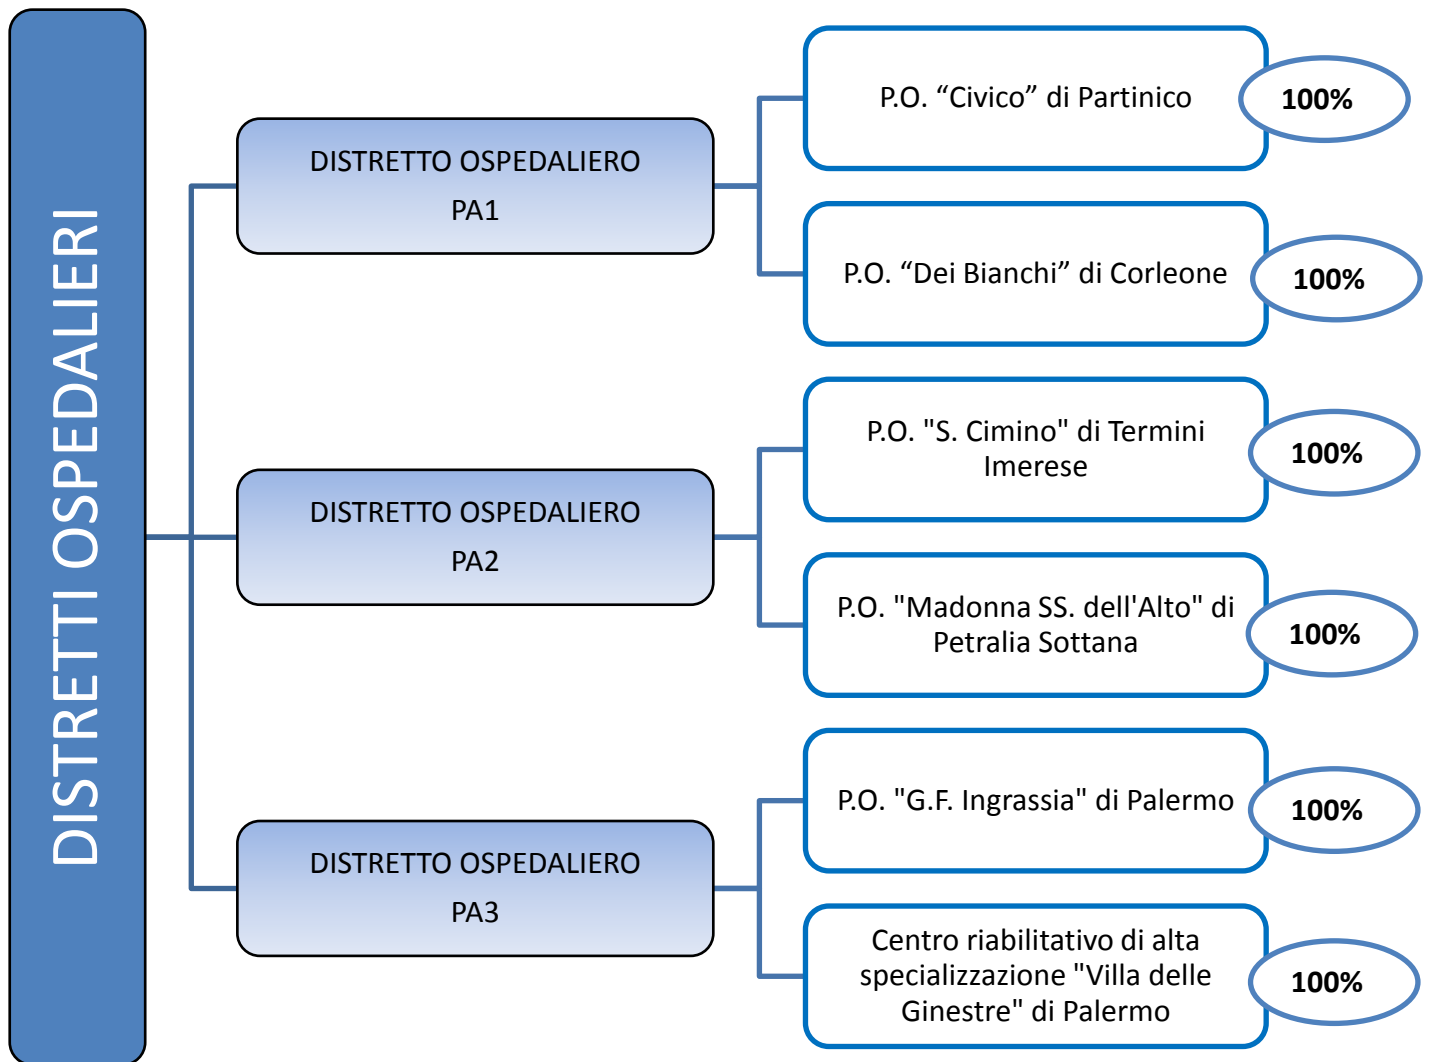 DISTRETTI OSPEDALIERI
DISTRETTO OSPEDALIERO
PA1
P.O. “Civico” di Partinico
100%
P.O. “Dei Bianchi” di Corleone
100%
DISTRETTO OSPEDALIERO
PA2
P.O. "S. Cimino" di Termini
Imerese
100%
P.O. "Madonna SS. dell'Alto" di
Petralia Sottana
100%
DISTRETTO OSPEDALIERO
PA3
P.O. "G.F. Ingrassia" di Palermo
100%
Centro riabilitativo di alta
specializzazione "Villa delle
Ginestre" di Palermo
100%